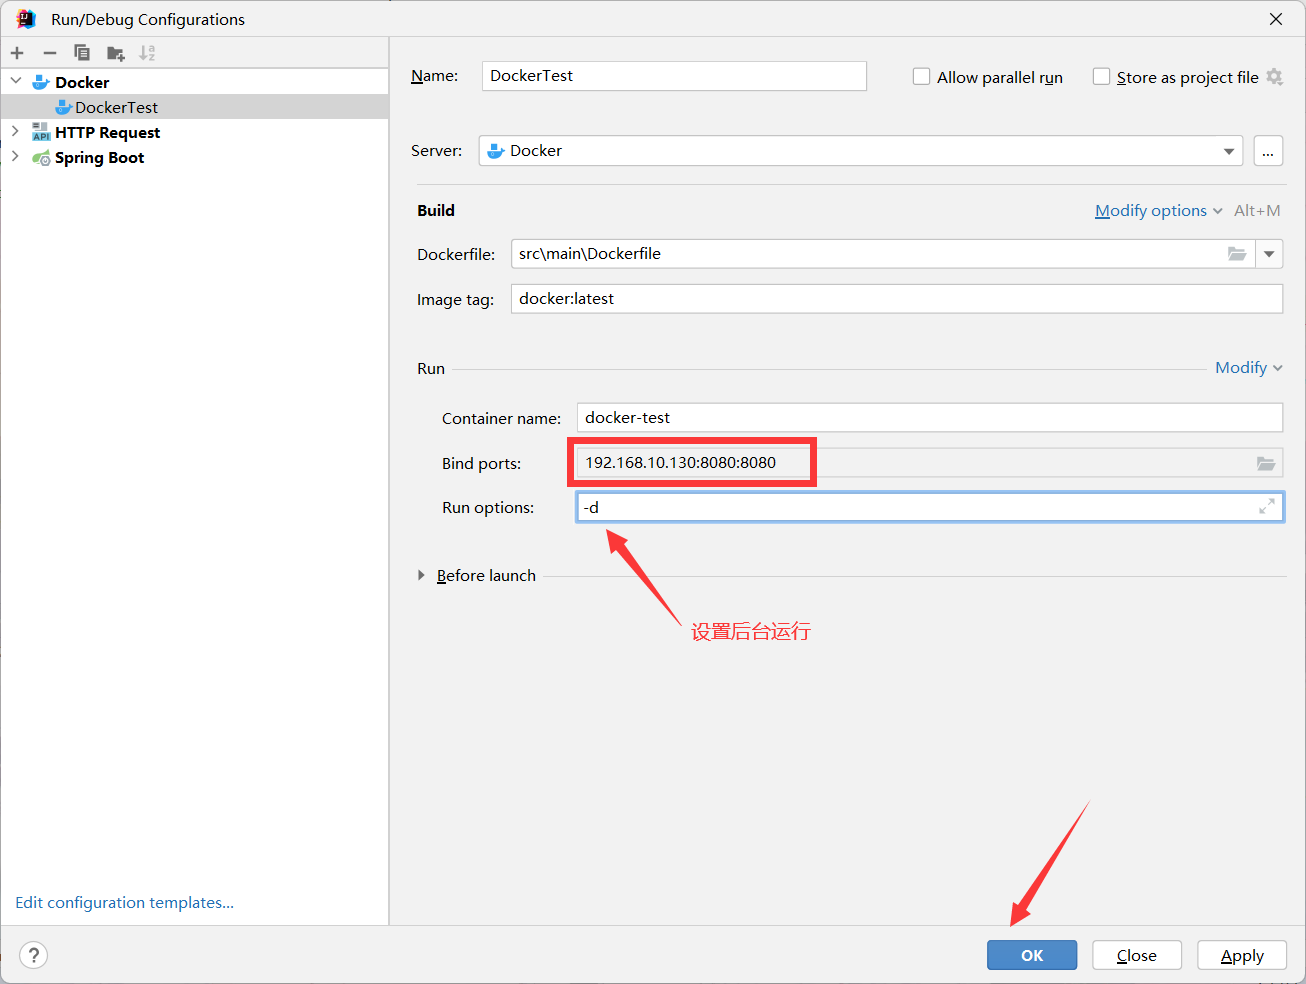 Run/Debug Configurations
Docker
DockerTest
API HTTP Request
Spring Boot
Edit configuration templates...
Name: DockerTest
Allow parallel run
Store as project file
Server: Docker
...
Build
Modify options Alt+M
Dockerfile: src\main\Dockerfile
Image tag: docker:latest
Run
Modify
Container name: docker-test
Bind ports: 192.168.10.130:8080:8080
Run options: -d
Before launch
设置后台运行
?
OK
Close
Apply